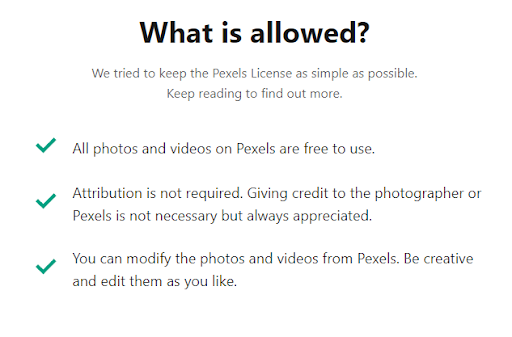 What is allowed?
We tried to keep the Pexels License as simple as possible.
Keep reading to find out more.
All photos and videos on Pexels are free to use.
Attribution is not required. Giving credit to the photographer or
Pexels is not necessary but always appreciated.
You can modify the photos and videos from Pexels. Be creative
and edit them as you like.